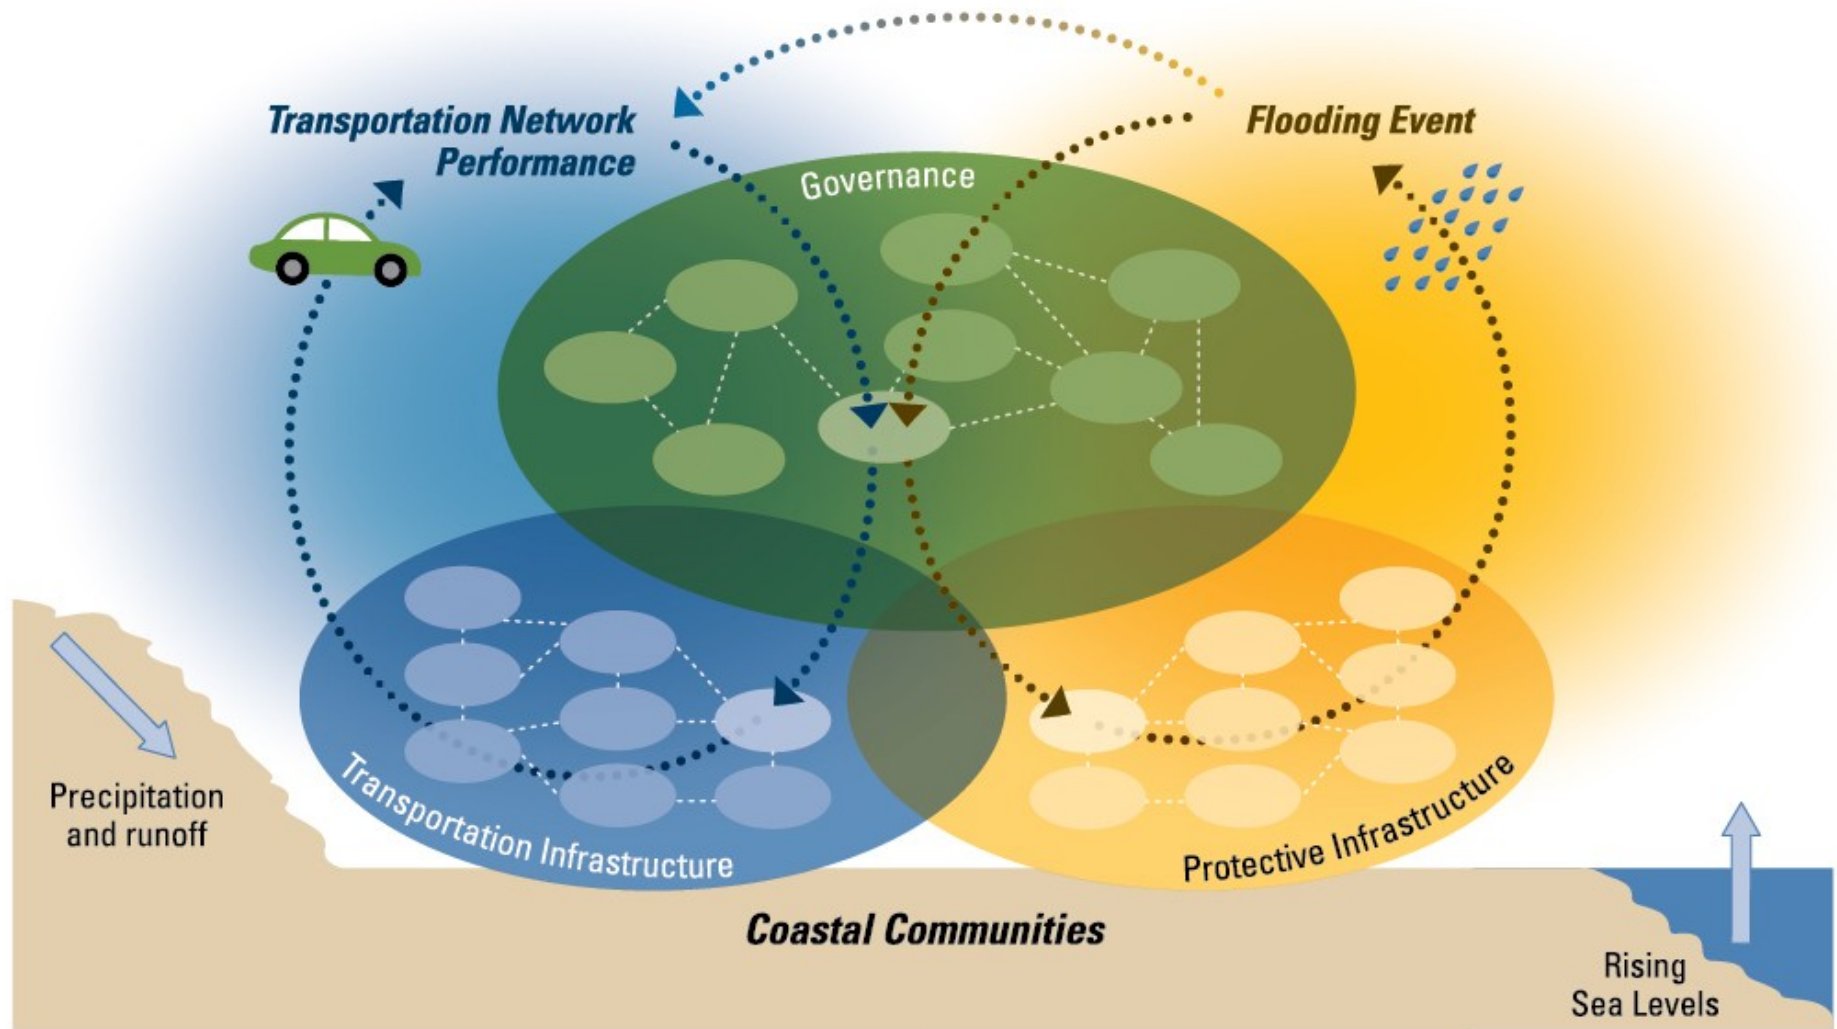 Transportation Network
Performance
Flooding Event
Governance
Transportation Infrastructure
Protective Infrastructure
Precipitation
and runoff
Coastal Communities
Rising
Sea Levels